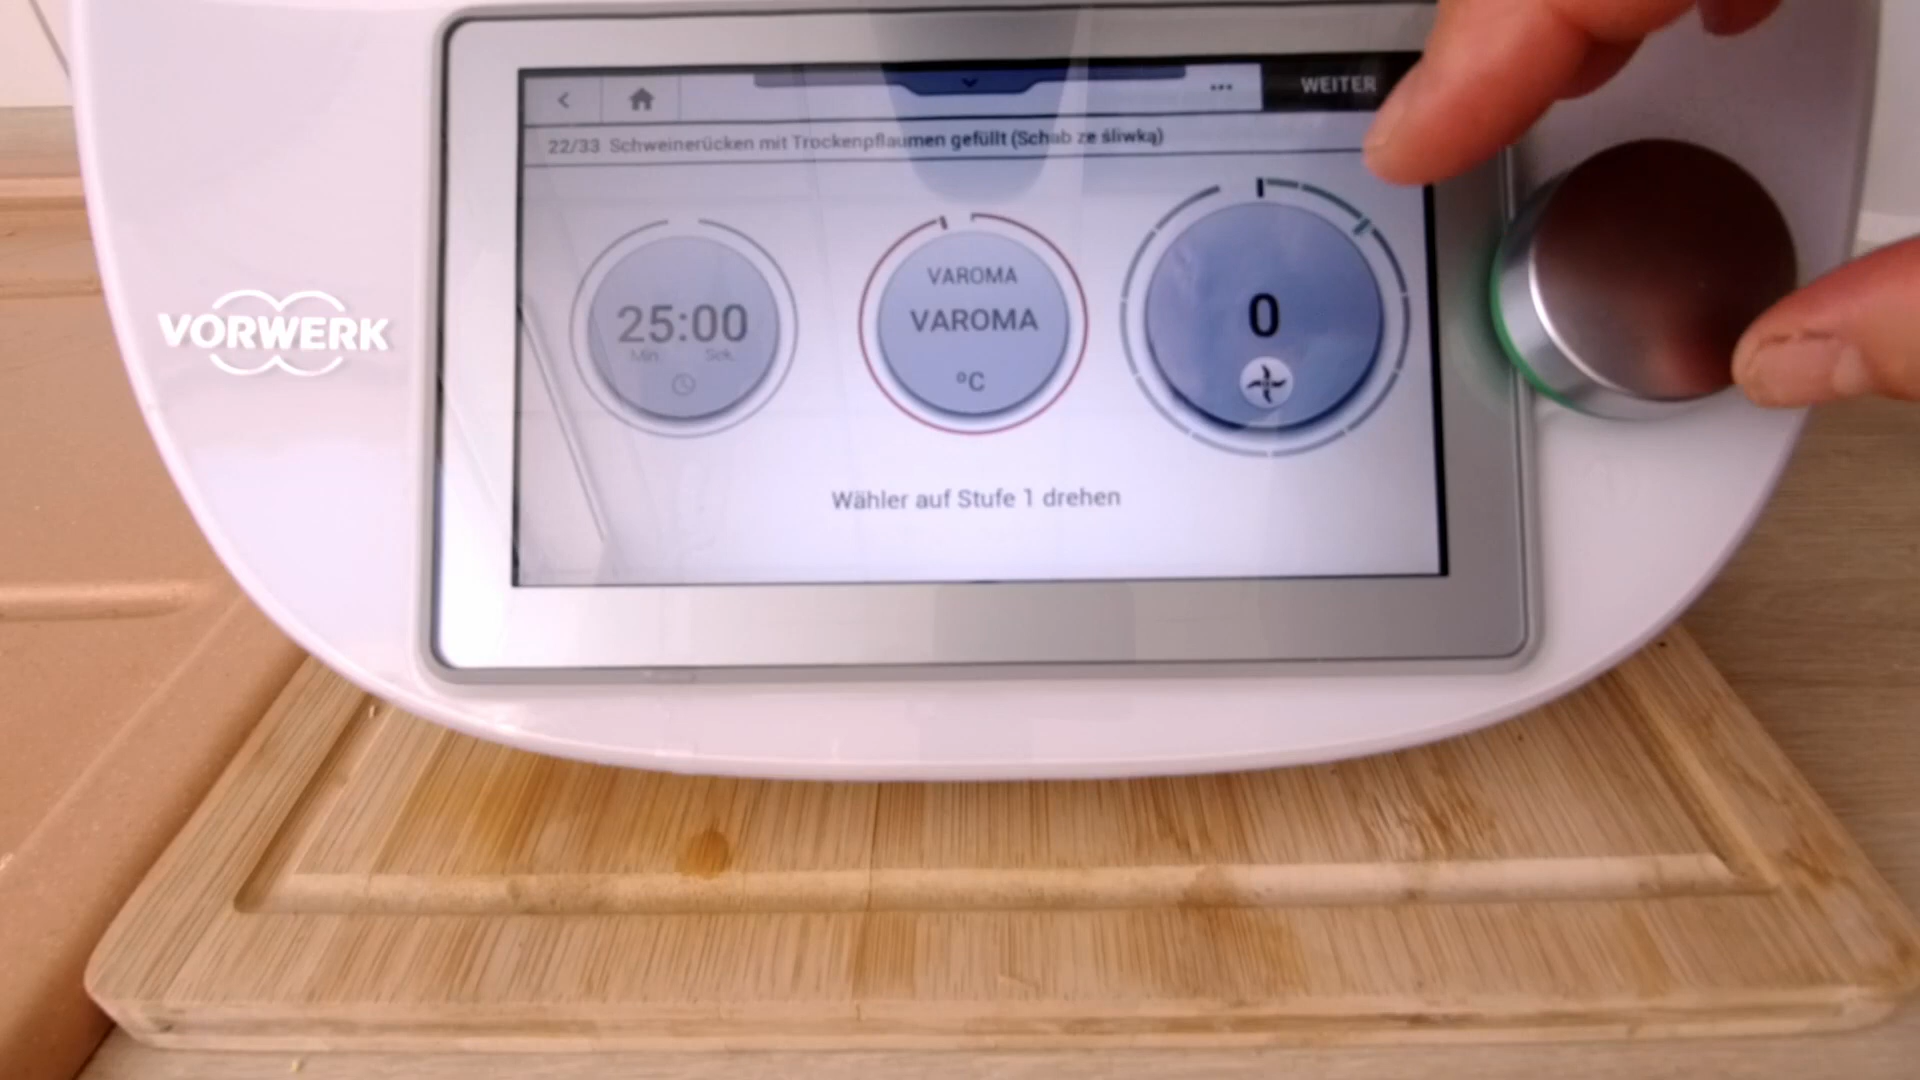 WEITER
22/33 Schweinerücken mit Trockenpflaumen gefüllt (Schab ze śliwką)
VORWERK
25:00
Min. Sek.
VAROMA
VAROMA
°C
0
Wähler auf Stufe 1 drehen